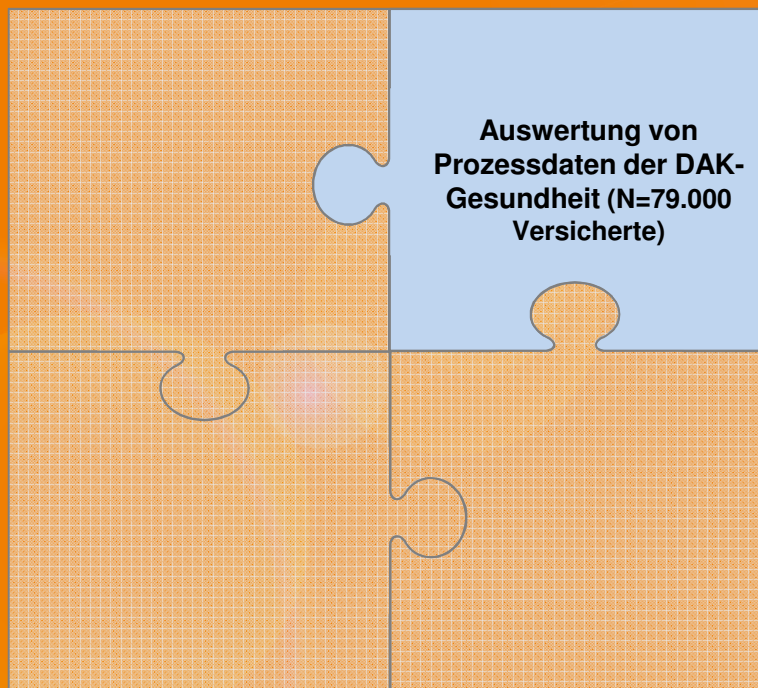 Auswertung von
Prozessdaten der DAK-
Gesundheit (N=79.000
Versicherte)